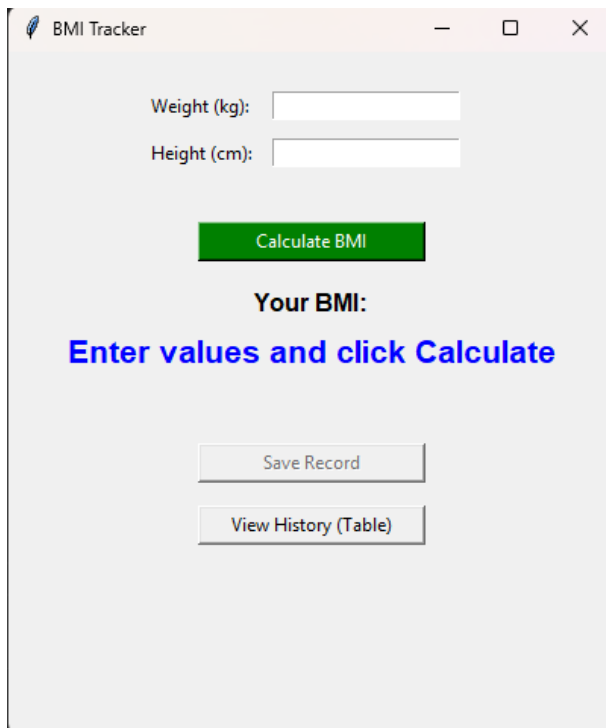 BMI Tracker
Weight (kg):
Height (cm):
Calculate BMI
Your BMI:
Enter values and click Calculate
Save Record
View History (Table)